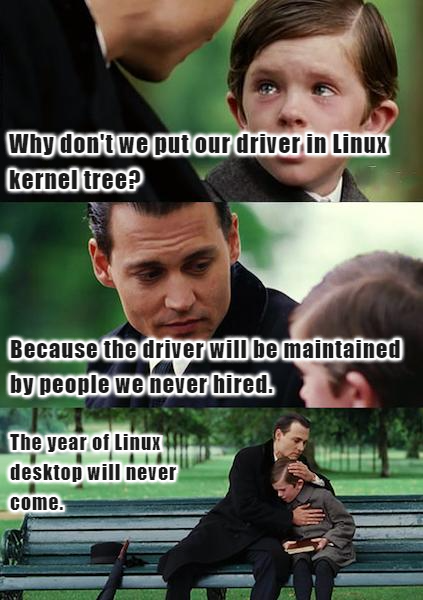 Why don't we put our driver in Linux
kernel tree?
Because the driver will be maintained
by people we never hired.
The year of Linux
desktop will never
come.